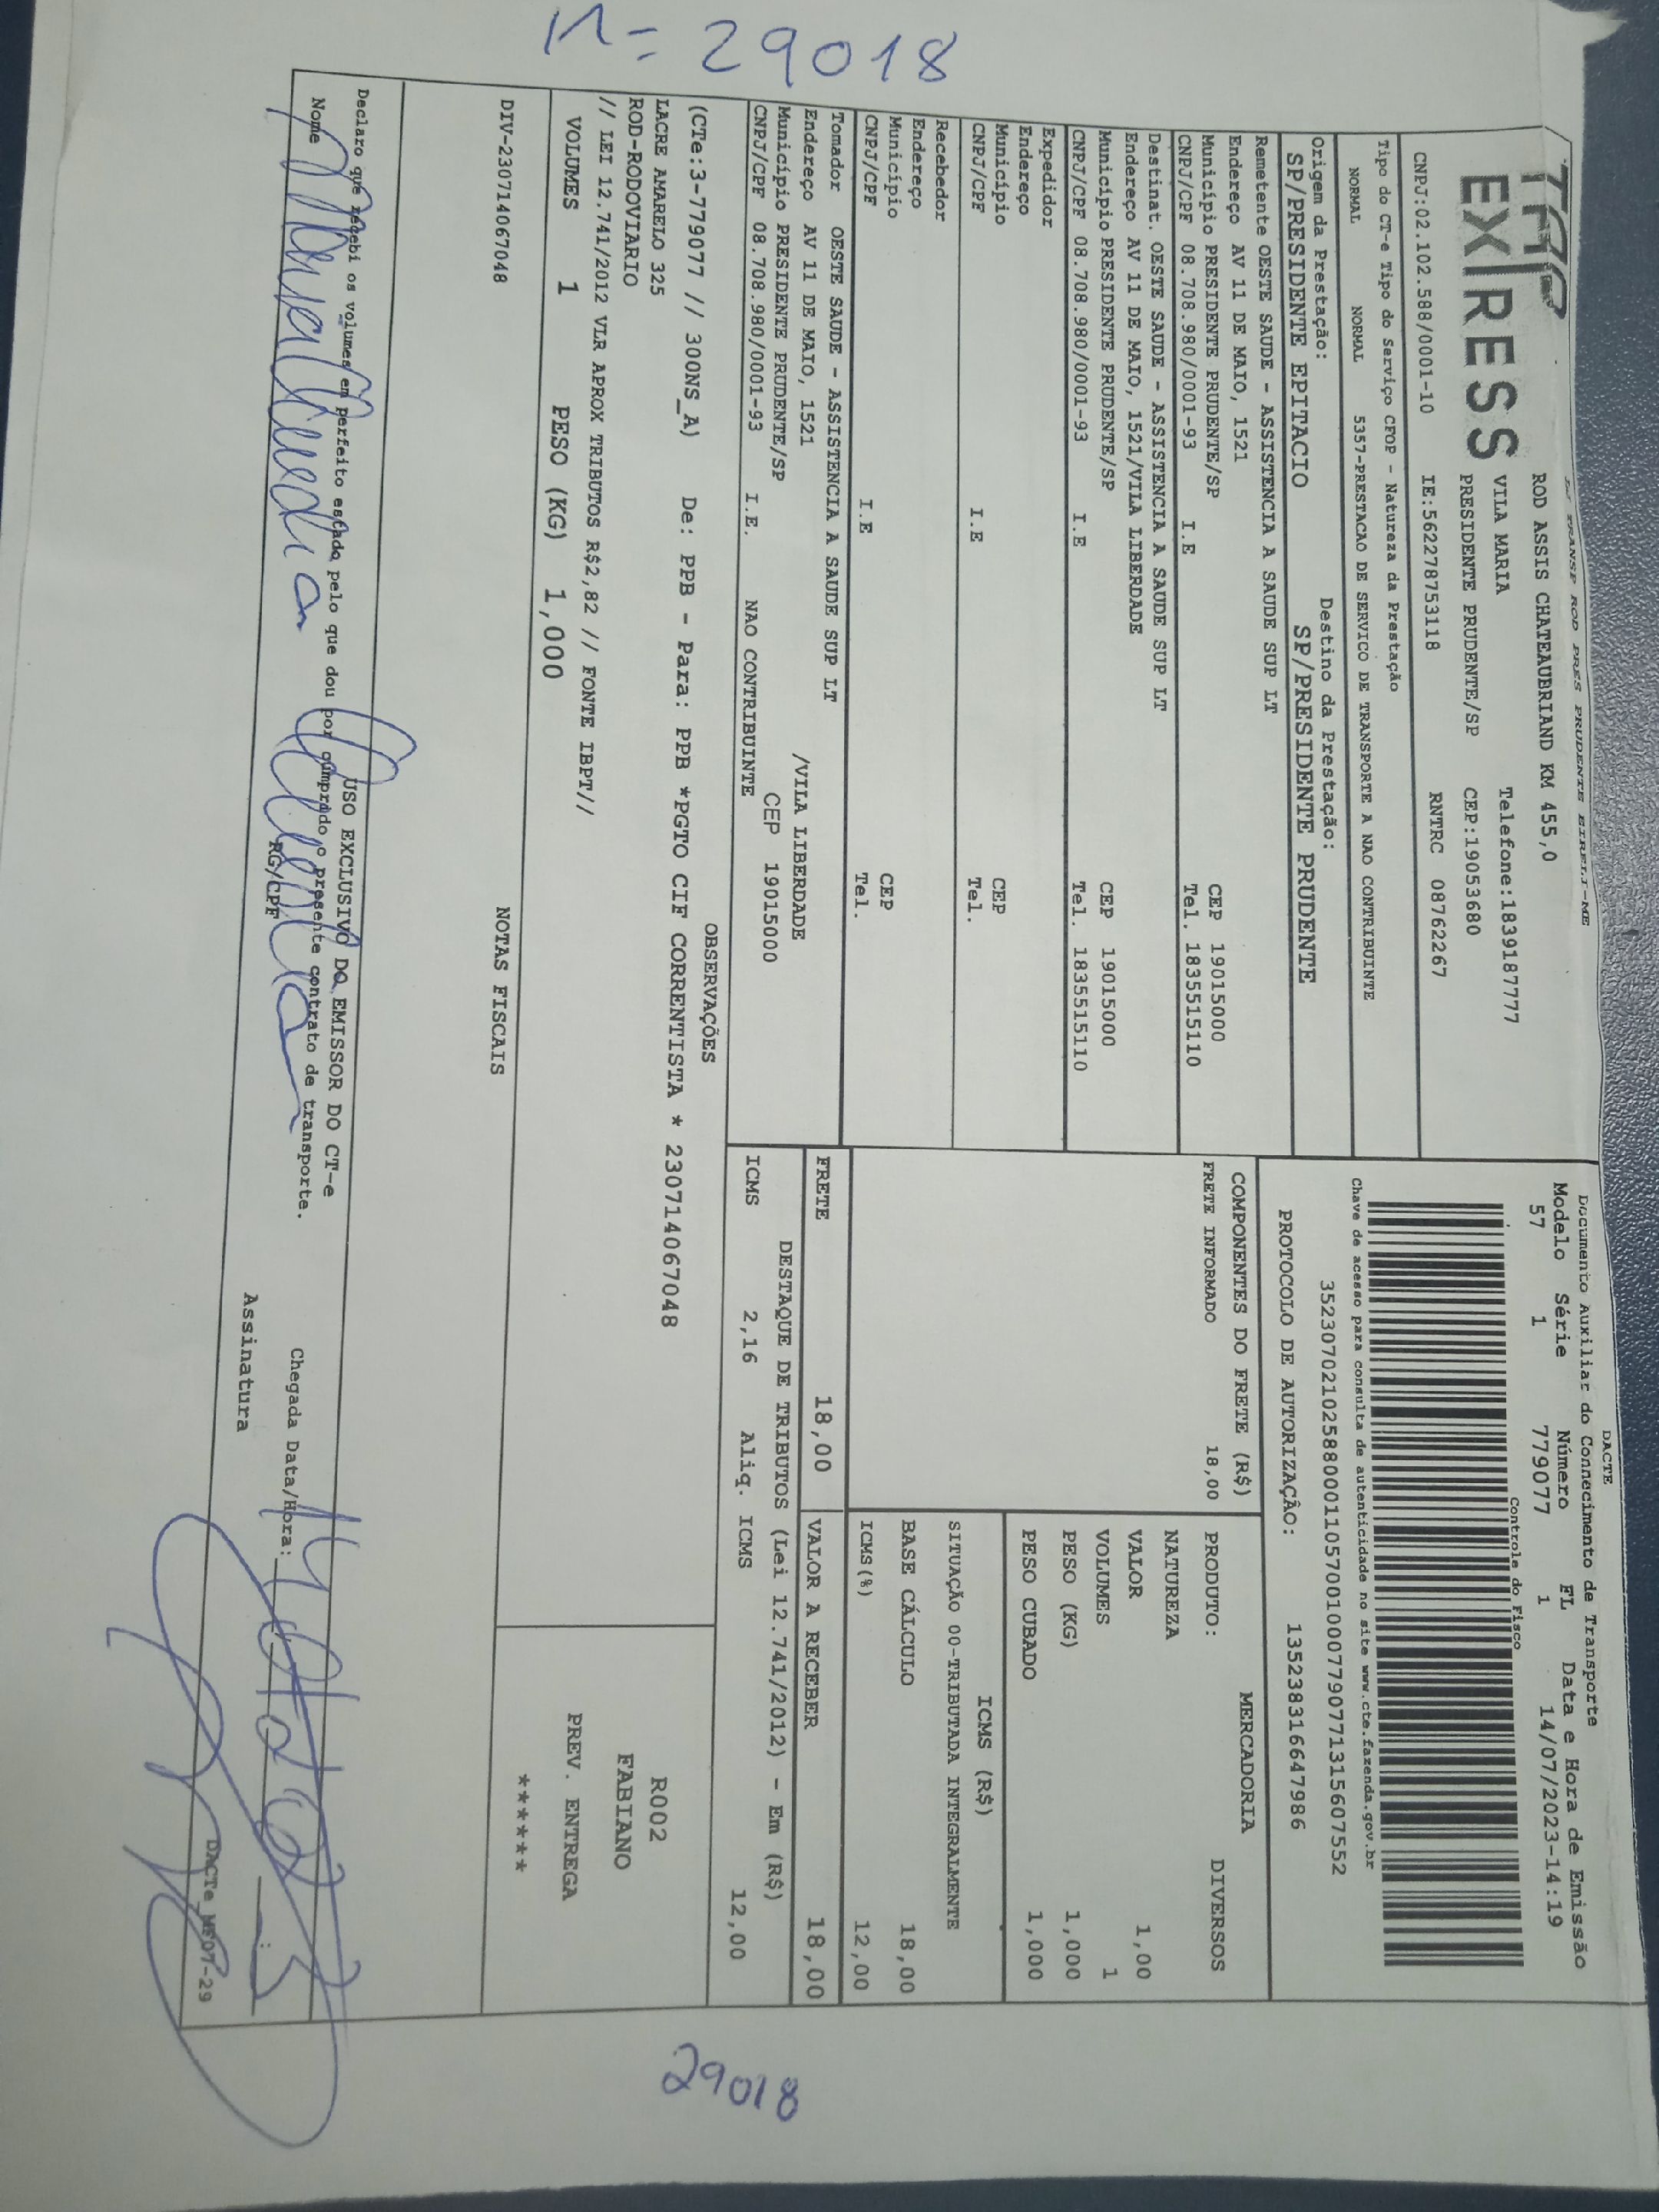 N= 29018
TRP EXPRESS
TRANSP ROD PRES PRUDENTE EIRELI-ME
ROD ASSIS CHATEAUBRIAND KM 455,0
VILA MARIA Telefone:1839187777
PRESIDENTE PRUDENTE/SP CEP:19053680
CNPJ:02.102.588/0001-10 IE:562278753118 RNTRC 08762267
DACTE
Documento Auxiliar do Conhecimento de Transporte
Modelo Série Número FL Data e Hora de Emissão
57 1 779077 1 14/07/2023-14:19
Controle do Fisco
Chave de acesso para consulta de autenticidade no site www.cte.fazenda.gov.br
35230702102588000110570010007790771315607552
PROTOCOLO DE AUTORIZAÇÃO: 135238316647986
Tipo do CT-e Tipo do Serviço CFOP - Natureza da Prestação
NORMAL NORMAL 5357-PRESTACAO DE SERVICO DE TRANSPORTE A NAO CONTRIBUINTE
Origem da Prestação: Destino da Prestação:
SP/PRESIDENTE EPITACIO SP/PRESIDENTE PRUDENTE
Remetente OESTE SAUDE - ASSISTENCIA A SAUDE SUP LT
Endereço AV 11 DE MAIO, 1521
Município PRESIDENTE PRUDENTE/SP CEP 19015000
CNPJ/CPF 08.708.980/0001-93 I.E Tel. 1835515110
Destinat. OESTE SAUDE - ASSISTENCIA A SAUDE SUP LT
Endereço AV 11 DE MAIO, 1521/VILA LIBERDADE
Município PRESIDENTE PRUDENTE/SP CEP 19015000
CNPJ/CPF 08.708.980/0001-93 I.E Tel. 1835515110
Expedidor
Endereço
Município CEP
CNPJ/CPF I.E Tel.
Recebedor
Endereço
Município CEP
CNPJ/CPF I.E Tel.
Tomador OESTE SAUDE - ASSISTENCIA A SAUDE SUP LT
Endereço AV 11 DE MAIO, 1521 /VILA LIBERDADE
Município PRESIDENTE PRUDENTE/SP CEP 19015000
CNPJ/CPF 08.708.980/0001-93 I.E. NAO CONTRIBUINTE
COMPONENTES DO FRETE (R$)
FRETE INFORMADO 18,00
MERCADORIA
PRODUTO: DIVERSOS
NATUREZA
VALOR 1,00
VOLUMES 1
PESO (KG) 1,000
PESO CUBADO 1,000
ICMS (R$)
SITUAÇÃO 00-TRIBUTADA INTEGRALMENTE
BASE CÁLCULO 18,00
ICMS(%) 12,00
FRETE 18,00 VALOR A RECEBER 18,00
DESTAQUE DE TRIBUTOS (Lei 12.741/2012) - Em (R$)
ICMS 2,16 Aliq. ICMS 12,00
OBSERVAÇÕES
(CTe:3-779077 // 300NS_A) De: PPB - Para: PPB *PGTO CIF CORRENTISTA * 230714067048
LACRE AMARELO 325
ROD-RODOVIARIO
// LEI 12.741/2012 VLR APROX TRIBUTOS R$2,82 // FONTE IBPT//
VOLUMES 1 PESO (KG) 1,000
R002
FABIANO
PREV. ENTREGA
******
NOTAS FISCAIS
DIV-230714067048
USO EXCLUSIVO DO EMISSOR DO CT-e
Declaro que recebi os volumes em perfeito estado pelo que dou por cumprido o presente contrato de transporte.
Nome RG/CPF Chegada Data/Hora:
Assinatura
DACTe_MF07-29
29018